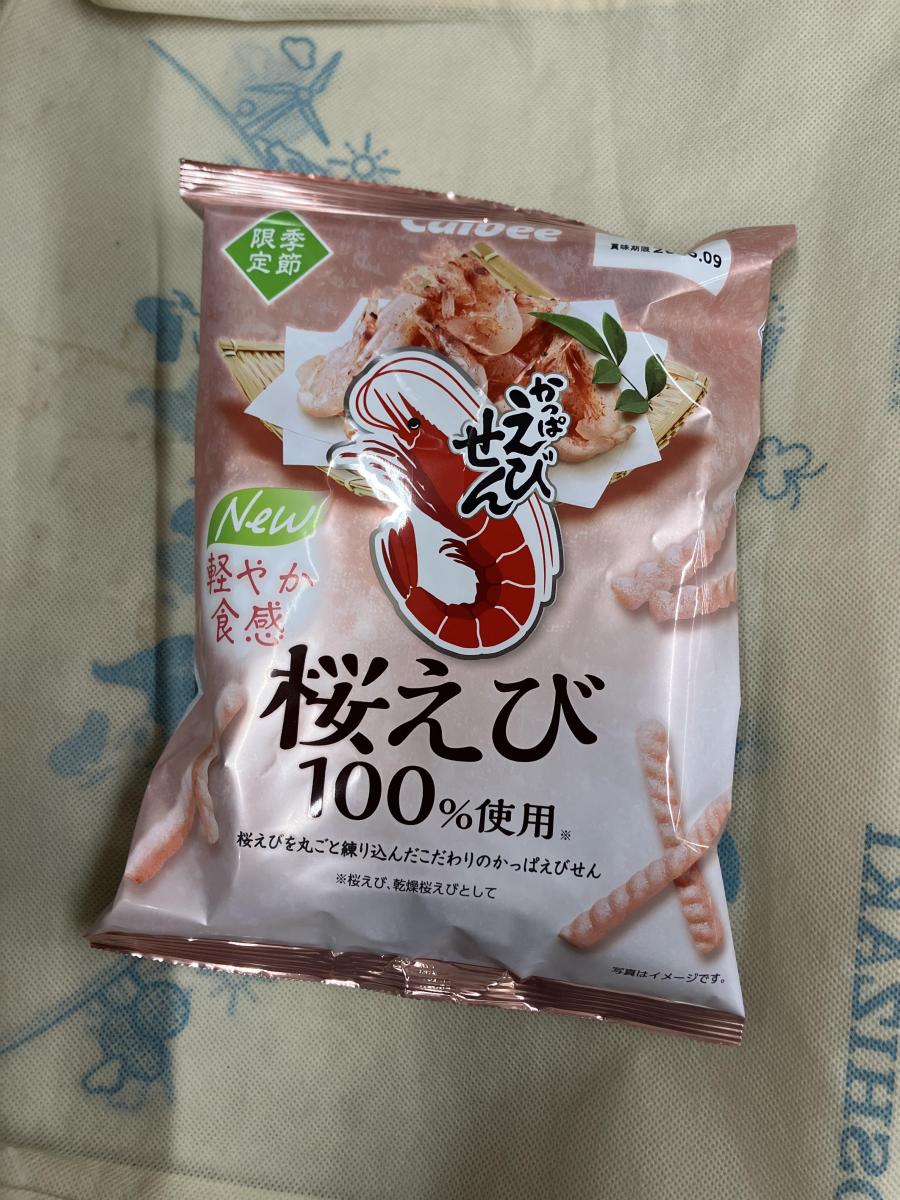 Calbee
季節
限定
賞味期限
かっぱ
えび
せん
New
軽やか
食感
桜えび
100%使用※
桜えびを丸ごと練り込んだこだわりのかっぱえびせん
※桜えび、乾燥桜えびとして
写真はイメージです。